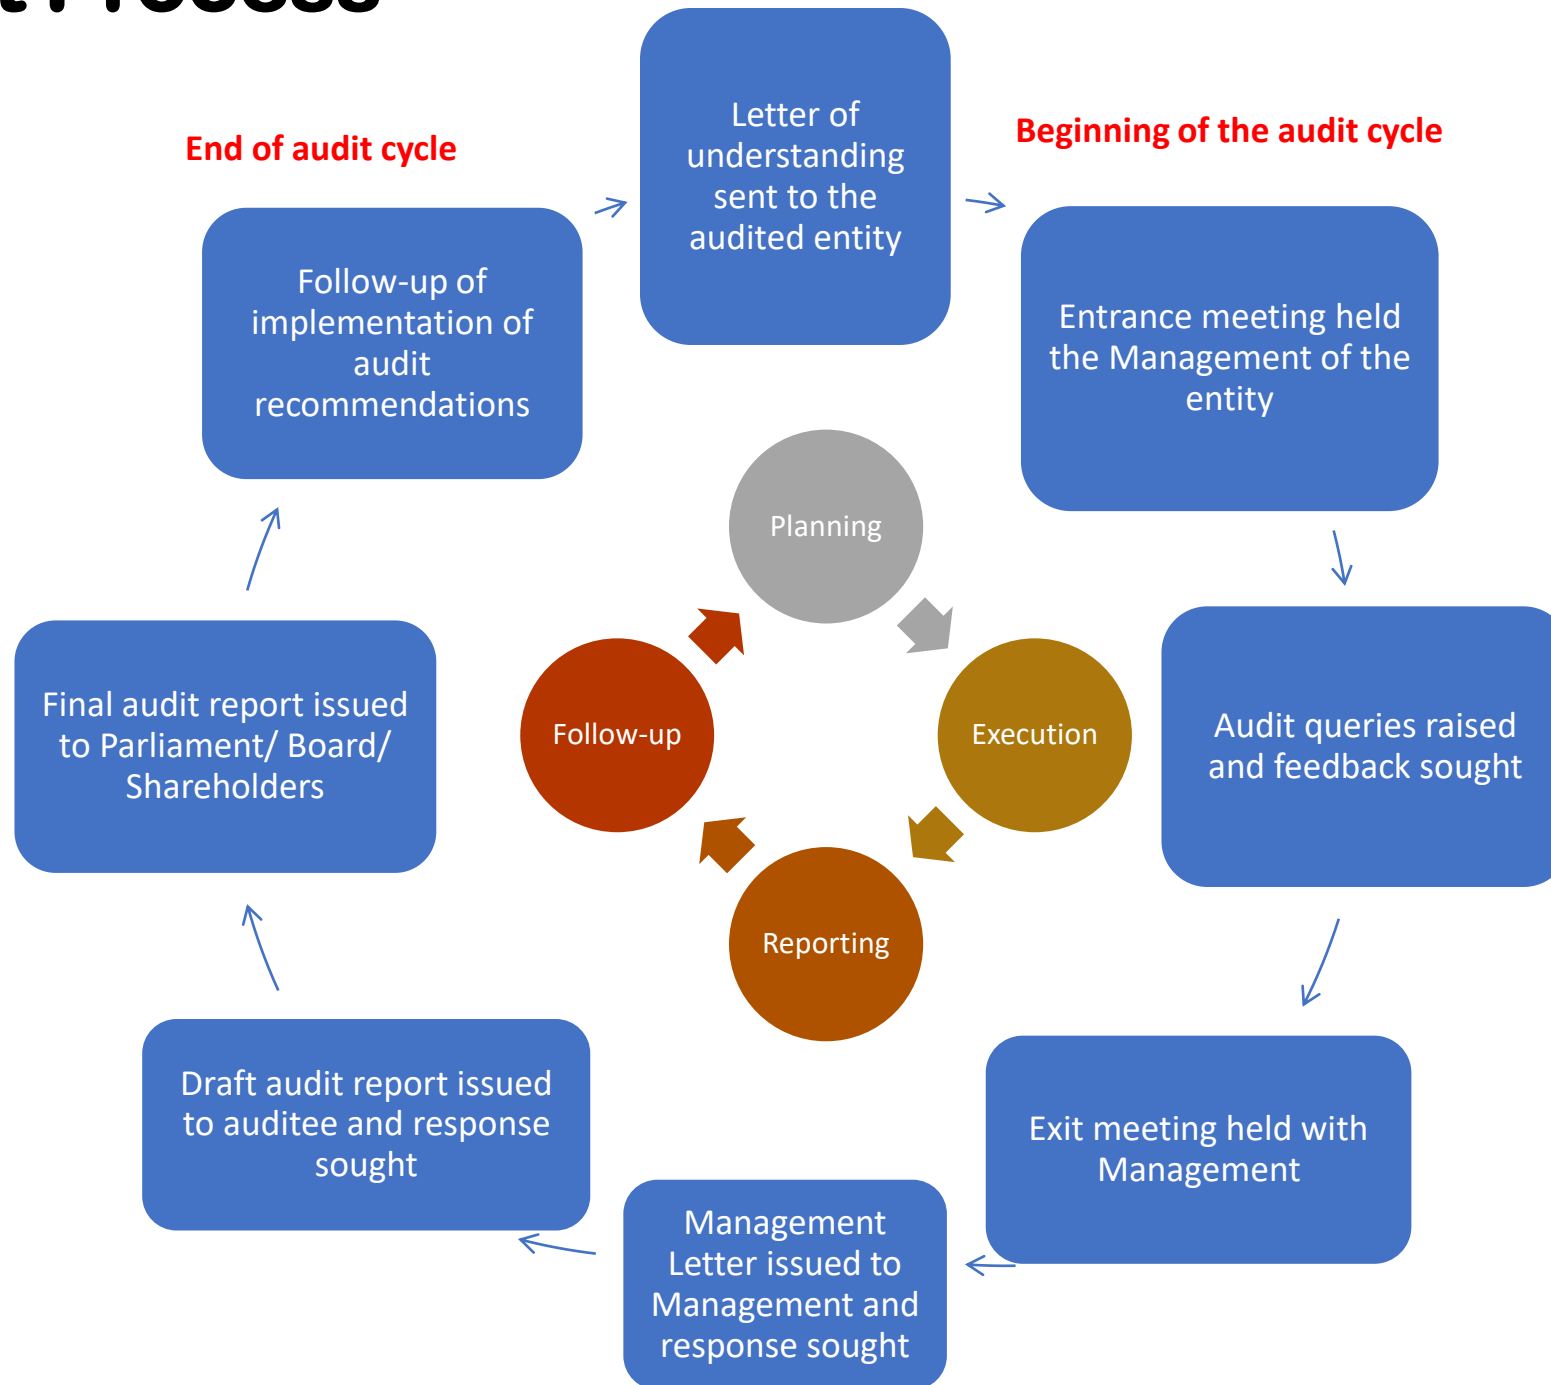 t Process
End of audit cycle
Beginning of the audit cycle
Letter of
understanding
sent to the
audited entity
Entrance meeting held
the Management of the
entity
Audit queries raised
and feedback sought
Exit meeting held with
Management
Management
Letter issued to
Management and
response sought
Draft audit report issued
to auditee and response
sought
Final audit report issued
to Parliament/ Board/
Shareholders
Follow-up of
implementation of
audit
recommendations
Planning
Execution
Reporting
Follow-up